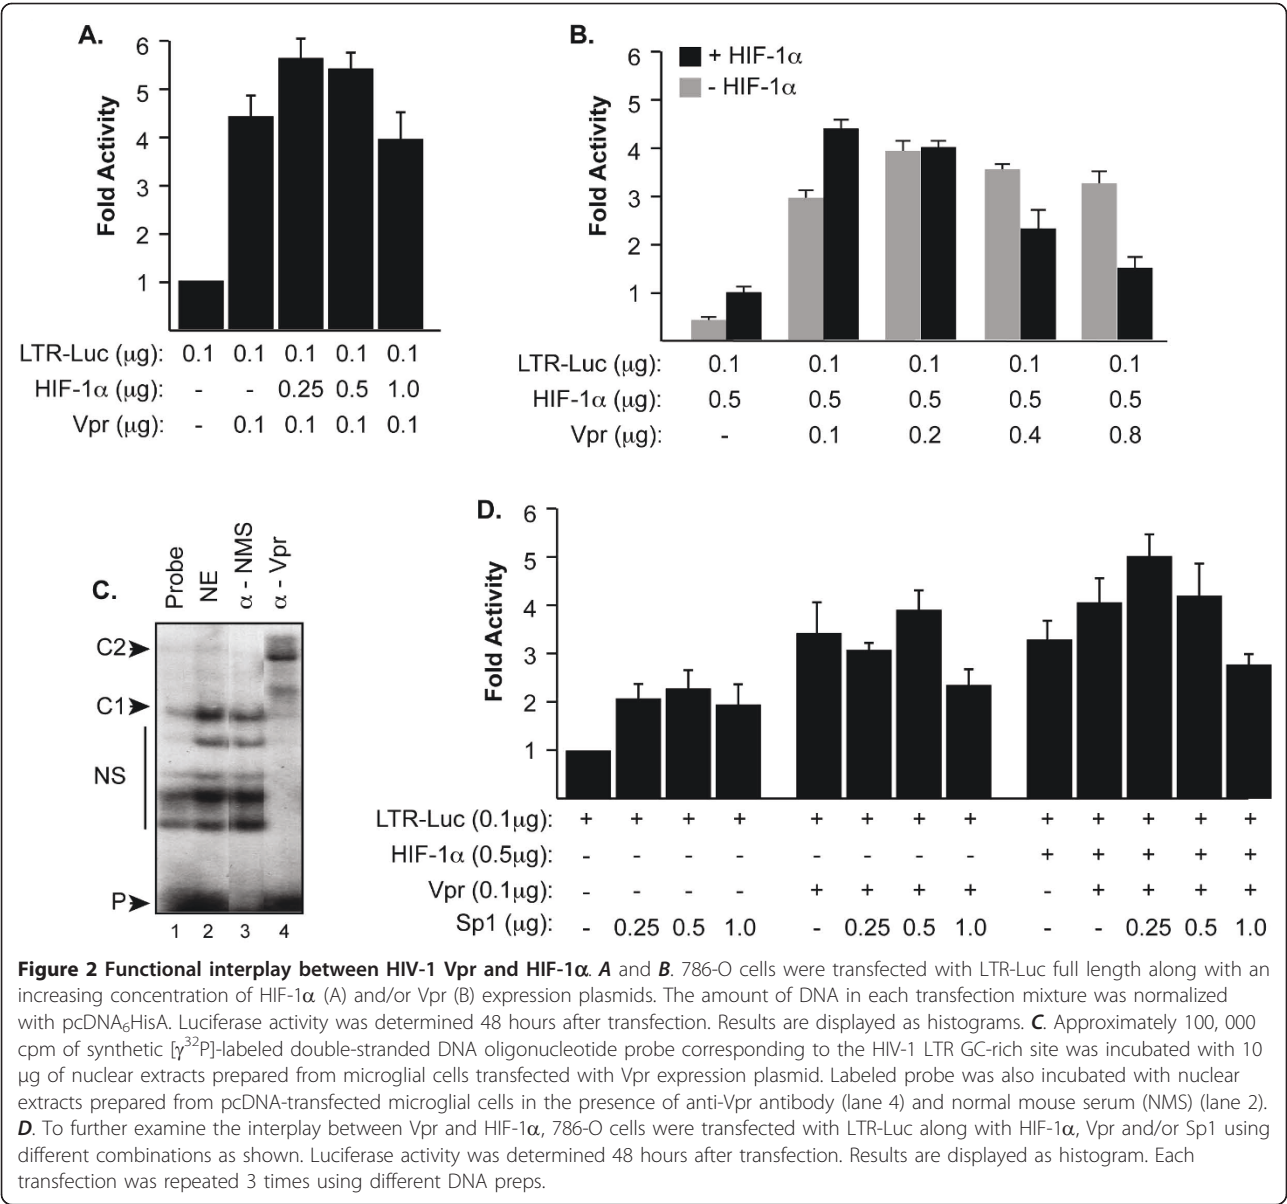 A.
6
5
4
3
2
1
Fold Activity
LTR-Luc (μg): 0.1 0.1 0.1 0.1 0.1
HIF-1α (μg): - - 0.25 0.5 1.0
Vpr (μg): - 0.1 0.1 0.1 0.1
B.
+ HIF-1α
- HIF-1α
6
5
4
3
2
1
Fold Activity
LTR-Luc (μg): 0.1 0.1 0.1 0.1 0.1
HIF-1α (μg): 0.5 0.5 0.5 0.5 0.5
Vpr (μg): - 0.1 0.2 0.4 0.8
C.
Probe
NE
α - NMS
α - Vpr
C2
C1
NS
P
1 2 3 4
D.
6
5
4
3
2
1
Fold Activity
LTR-Luc (0.1μg): + + + + + + + + + + + + +
HIF-1α (0.5μg): - - - - - - - - + + + + +
Vpr (0.1μg): - - - - + + + + - + + + +
Sp1 (μg): - 0.25 0.5 1.0 - 0.25 0.5 1.0 - - 0.25 0.5 1.0
Figure 2 Functional interplay between HIV-1 Vpr and HIF-1α. A and B. 786-O cells were transfected with LTR-Luc full length along with an
increasing concentration of HIF-1α (A) and/or Vpr (B) expression plasmids. The amount of DNA in each transfection mixture was normalized
with pcDNA₆HisA. Luciferase activity was determined 48 hours after transfection. Results are displayed as histograms. C. Approximately 100, 000
cpm of synthetic [γ³²P]-labeled double-stranded DNA oligonucleotide probe corresponding to the HIV-1 LTR GC-rich site was incubated with 10
μg of nuclear extracts prepared from microglial cells transfected with Vpr expression plasmid. Labeled probe was also incubated with nuclear
extracts prepared from pcDNA-transfected microglial cells in the presence of anti-Vpr antibody (lane 4) and normal mouse serum (NMS) (lane 2).
D. To further examine the interplay between Vpr and HIF-1α, 786-O cells were transfected with LTR-Luc along with HIF-1α, Vpr and/or Sp1 using
different combinations as shown. Luciferase activity was determined 48 hours after transfection. Results are displayed as histogram. Each
transfection was repeated 3 times using different DNA preps.